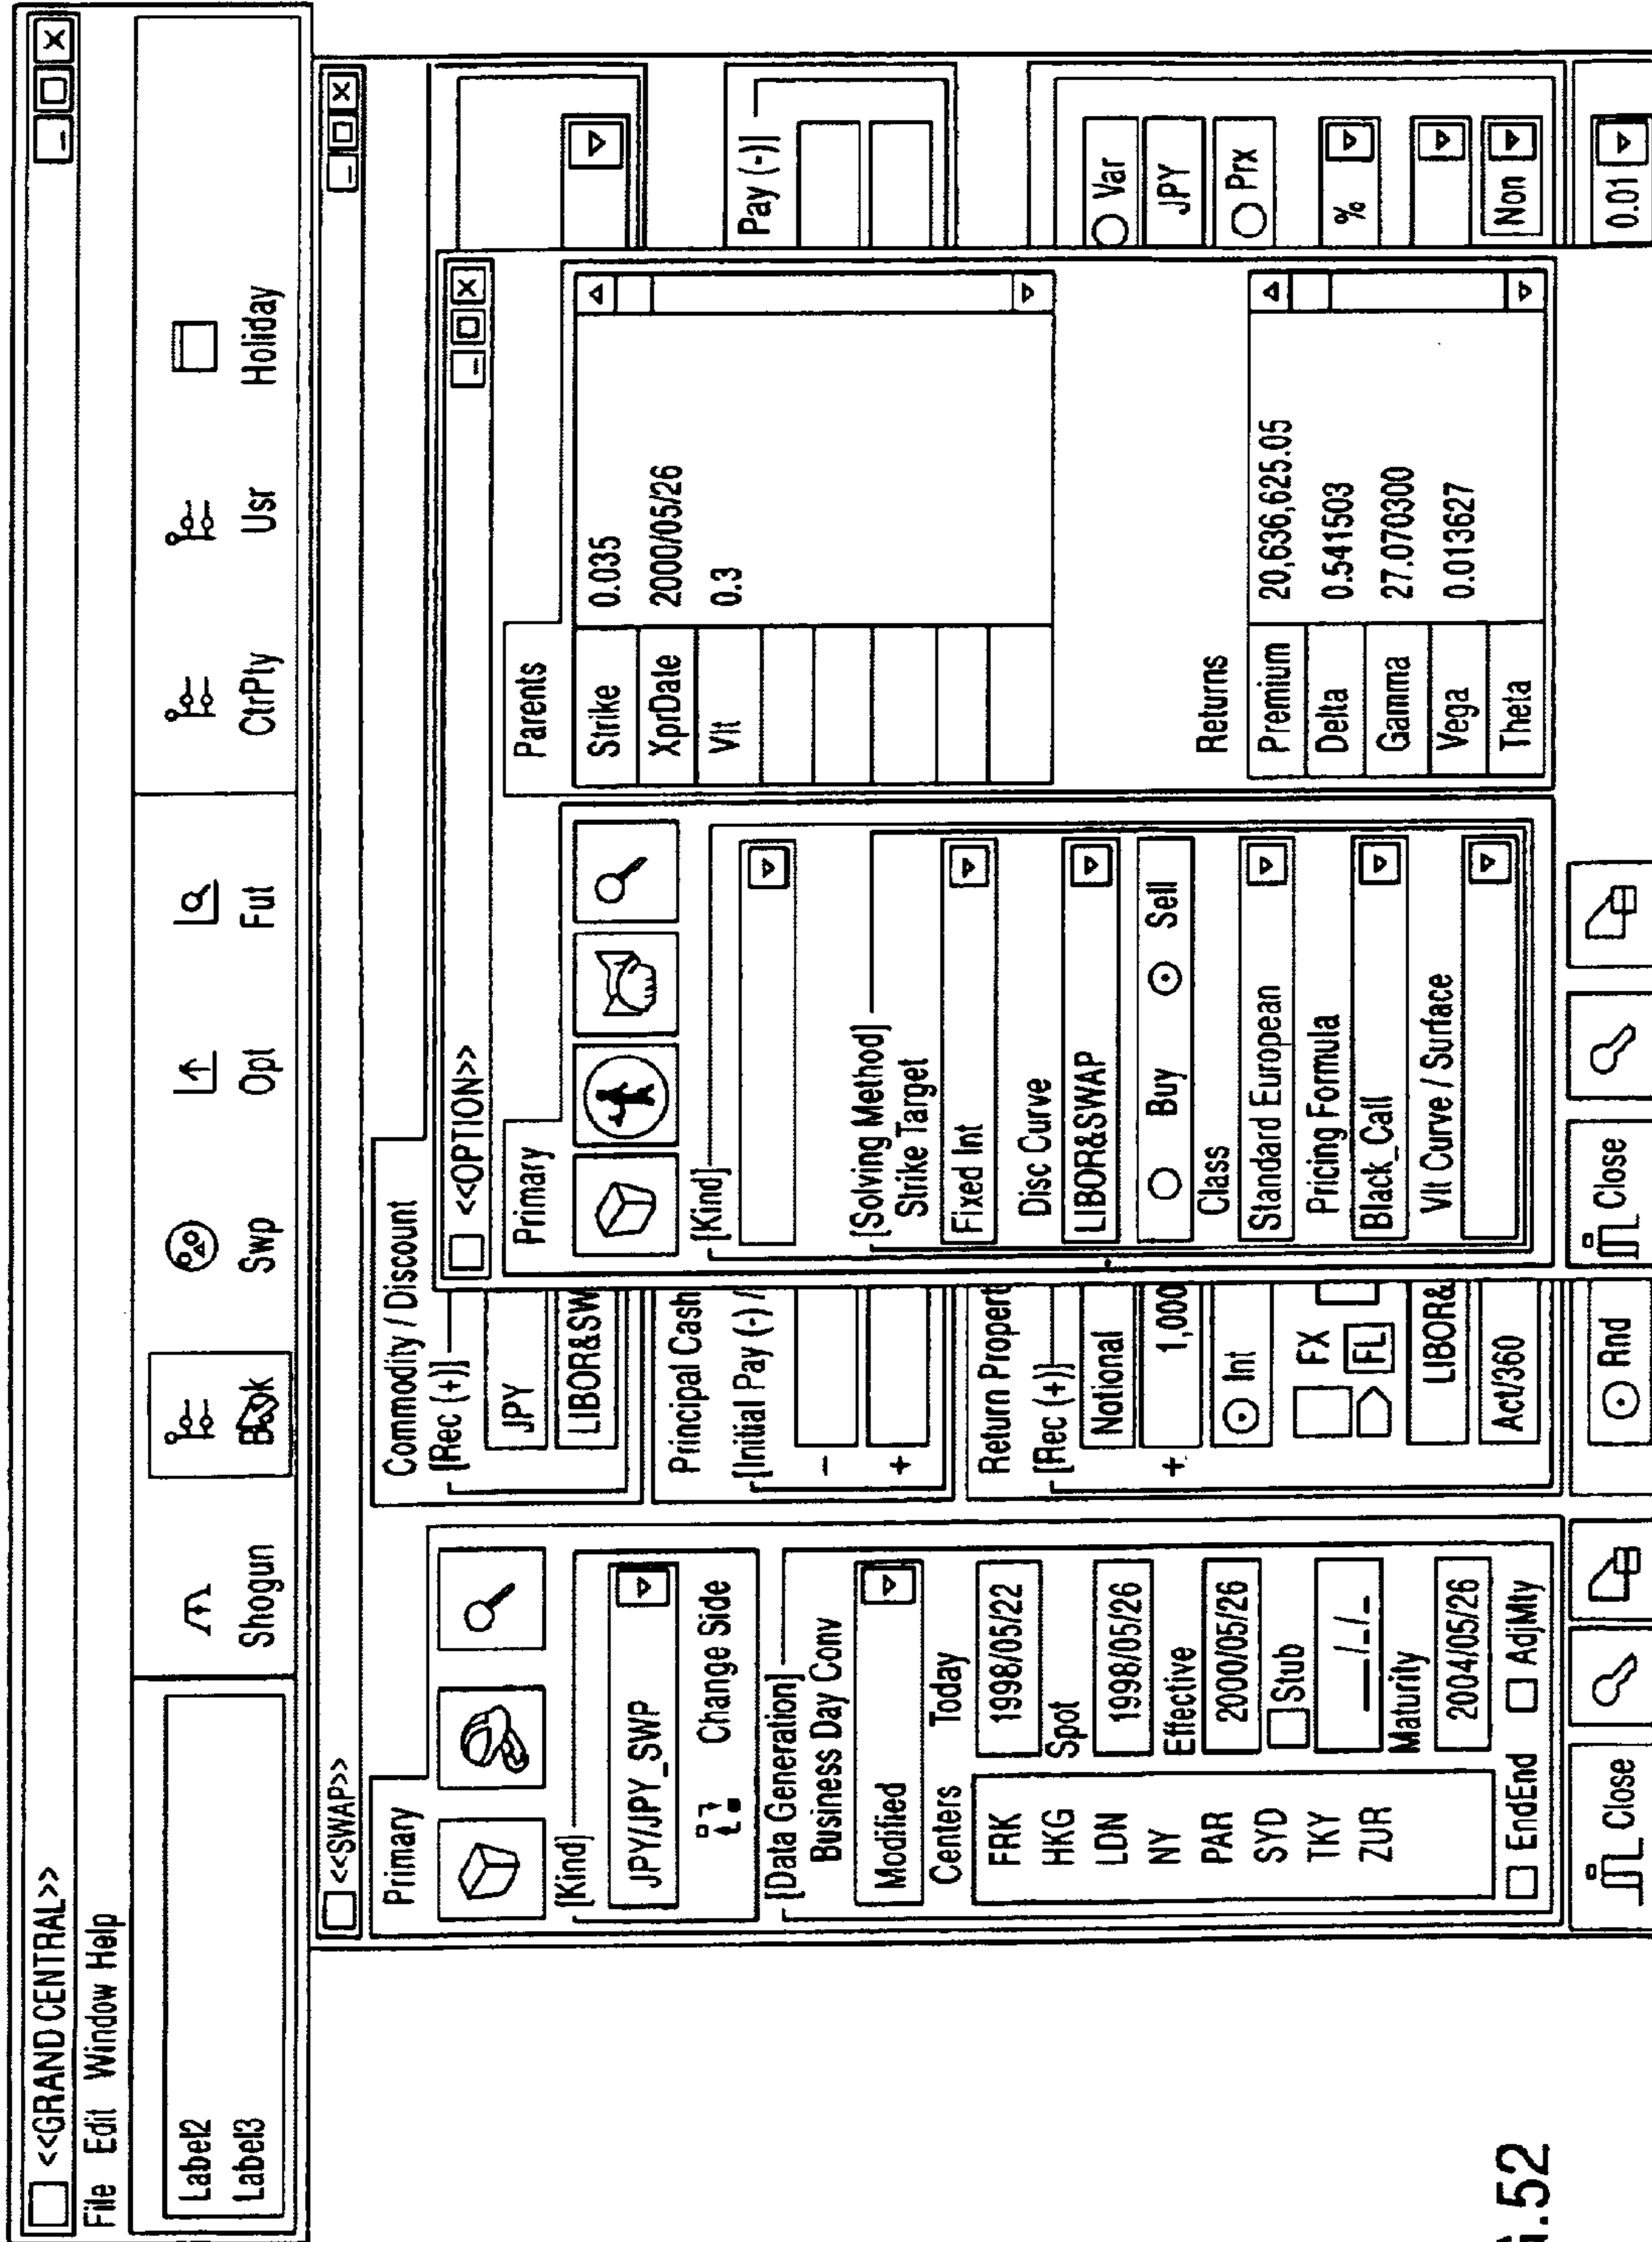 <<GRAND CENTRAL>>
File Edit Window Help
Label2
Label3
Shogun
Swp
Opt
Fut
CtrPty
Usr
Holiday
<<SWAP>>
Primary
[Kind]
JPY/JPY_SWP
Change Side
[Data Generation]
Business Day Conv
Modified
Centers
Today
FRK
HKG
LDN
NY
PAR
SYD
TKY
ZUR
1998/05/22
Spot
1998/05/26
Effective
2000/05/26
Stub
__/_/_
Maturity
2004/05/26
EndEnd
AdjMty
Close
Commodity / Discount
[Rec (+)]
JPY
LIBOR&SW
Principal Cash
[Initial Pay (-) /
-
+
Return Propert
[Rec (+)]
Notional
+ 1,000
Int
FX
FL
LIBOR&
Act/360
Rnd
<<OPTION>>
Primary
[Kind]
[Solving Method]
Strike Target
Fixed Int
Disc Curve
LIBOR&SWAP
Buy
Sell
Class
Standard European
Pricing Formula
Black_Call
Vlt Curve / Surface
Close
Parents
Strike 0.035
XprDate 2000/05/26
Vlt 0.3
Returns
Premium 20,636,625.05
Delta 0.541503
Gamma 27.070300
Vega 0.013627
Theta
Pay (-)]
Var
JPY
Prx
%
Non
0.01
.52